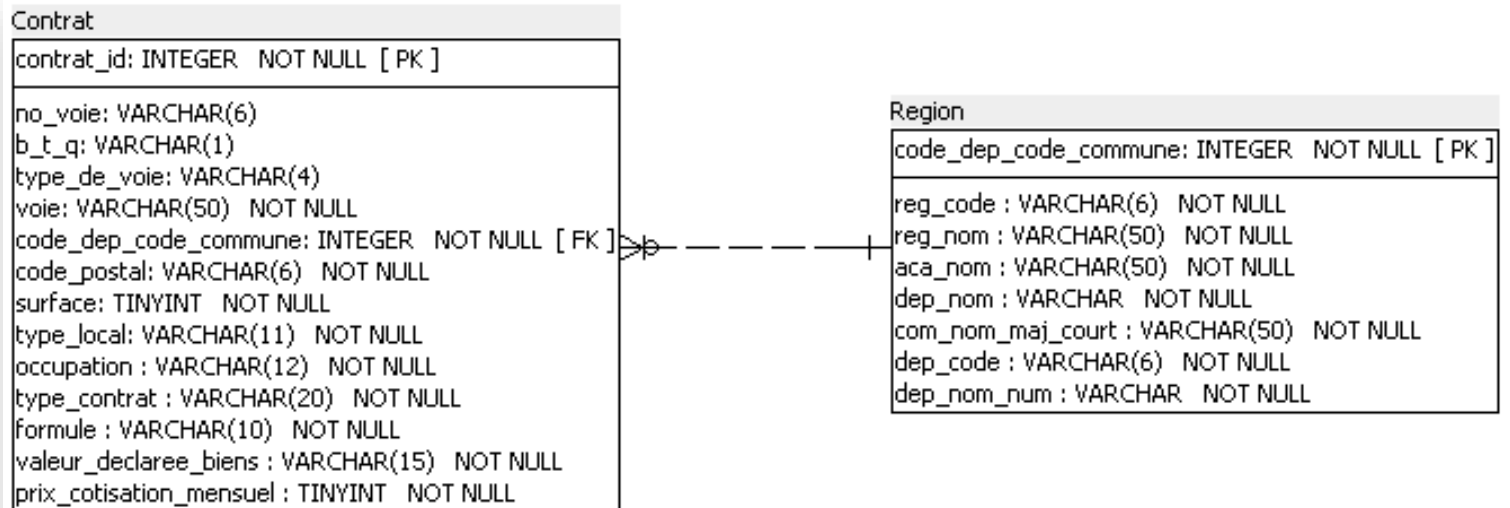 Contrat
contrat_id: INTEGER NOT NULL [ PK ]
no_voie: VARCHAR(6)
b_t_q: VARCHAR(1)
type_de_voie: VARCHAR(4)
voie: VARCHAR(50) NOT NULL
code_dep_code_commune: INTEGER NOT NULL [ FK ]
code_postal: VARCHAR(6) NOT NULL
surface: TINYINT NOT NULL
type_local: VARCHAR(11) NOT NULL
occupation : VARCHAR(12) NOT NULL
type_contrat : VARCHAR(20) NOT NULL
formule : VARCHAR(10) NOT NULL
valeur_declaree_biens : VARCHAR(15) NOT NULL
prix_cotisation_mensuel : TINYINT NOT NULL
Region
code_dep_code_commune: INTEGER NOT NULL [ PK ]
reg_code : VARCHAR(6) NOT NULL
reg_nom : VARCHAR(50) NOT NULL
aca_nom : VARCHAR(50) NOT NULL
dep_nom : VARCHAR NOT NULL
com_nom_maj_court : VARCHAR(50) NOT NULL
dep_code : VARCHAR(6) NOT NULL
dep_nom_num : VARCHAR NOT NULL